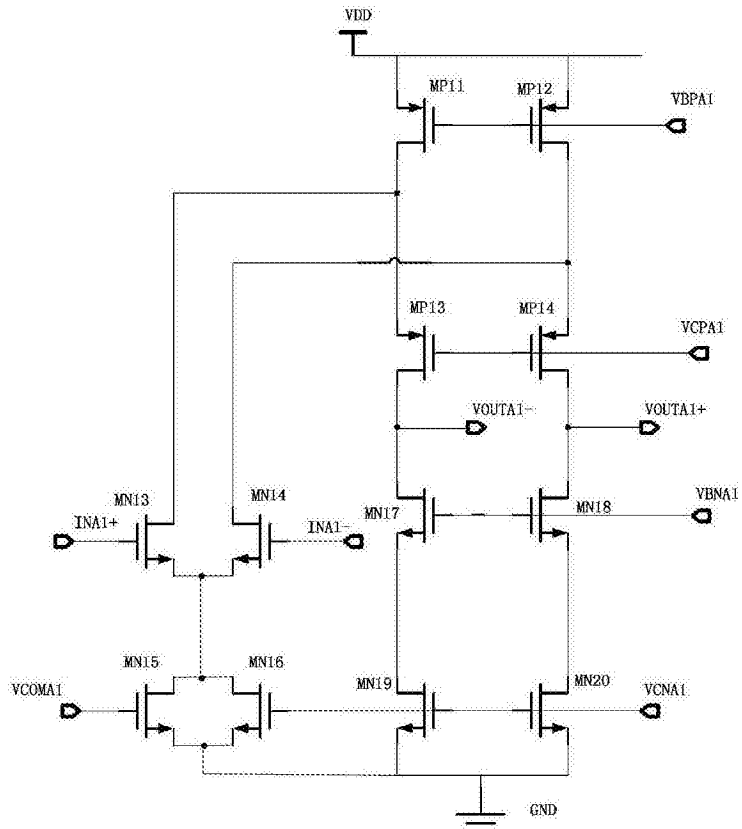 VDD
MP11
MP12
VBPA1
MP13
MP14
VCPA1
VOUTA1-
VOUTA1+
MN13
MN14
MN17
MN18
VBNA1
INA1+
INA1-
MN15
MN16
MN19
MN20
VCOMA1
VCNA1
GND